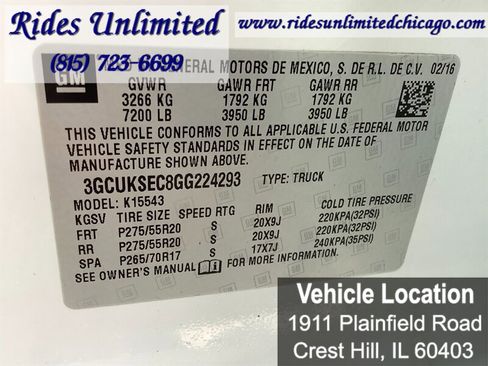 Rides Unlimited
www.ridesunlimitedchicago.com
(815) 723-6699
GM
GENERAL MOTORS DE MEXICO, S. DE R.L. DE C.V. 02/16
GVWR GAWR FRT GAWR RR
3266 KG 1792 KG 1792 KG
7200 LB 3950 LB 3950 LB
THIS VEHICLE CONFORMS TO ALL APPLICABLE U.S. FEDERAL MOTOR
VEHICLE SAFETY STANDARDS IN EFFECT ON THE DATE OF
MANUFACTURE SHOWN ABOVE.
3GCUKSEC8GG224293 TYPE: TRUCK
MODEL: K15543
KGSV TIRE SIZE SPEED RTG RIM COLD TIRE PRESSURE
FRT P275/55R20 S 20X9J 220KPA(32PSI)
RR P275/55R20 S 20X9J 220KPA(32PSI)
SPA P265/70R17 S 17X7J 240KPA(35PSI)
SEE OWNER'S MANUAL FOR MORE INFORMATION.
Vehicle Location
1911 Plainfield Road
Crest Hill, IL 60403